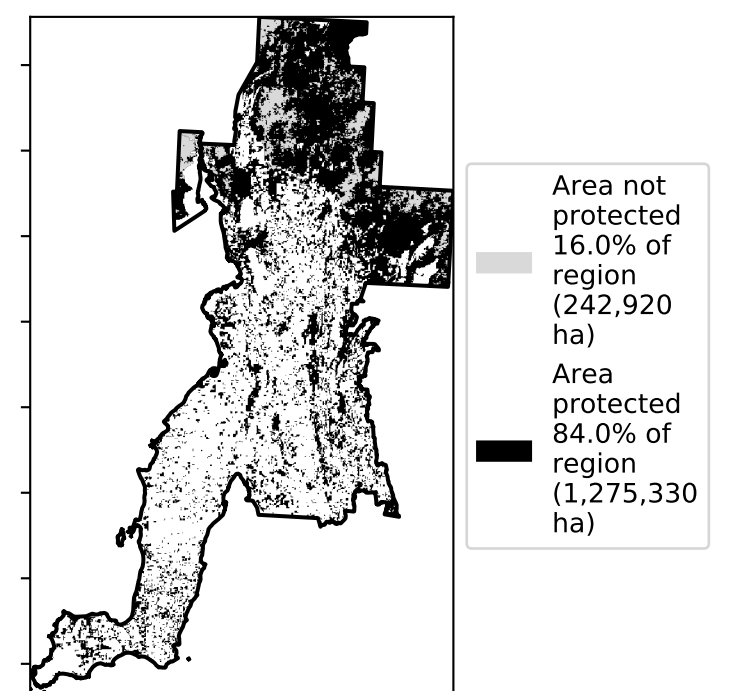 Area not
protected
16.0% of
region
(242,920
ha)
Area
protected
84.0% of
region
(1,275,330
ha)